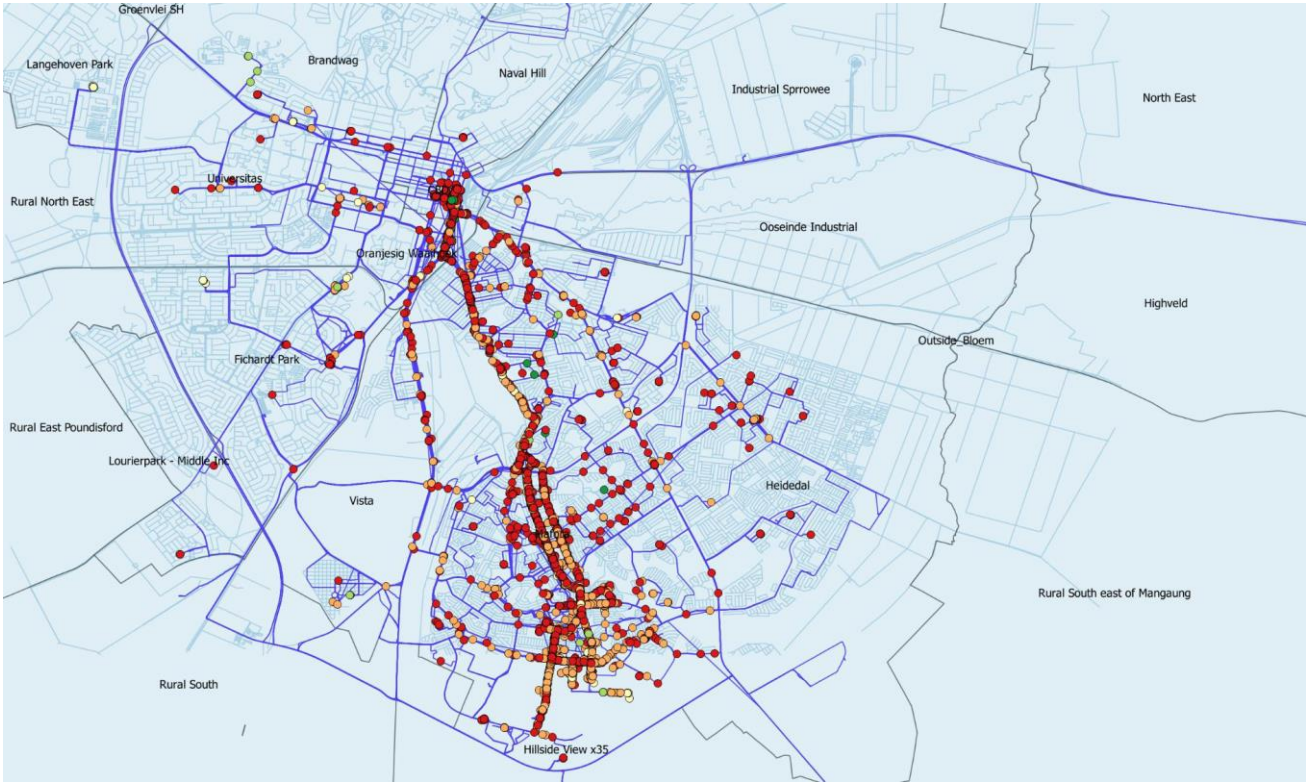 Groenvlei SH
Brandwag
Langehoven Park
Naval Hill
Industrial Sprrowee
North East
Universitas
Rural North East
Ooseinde Industrial
Oranjesig
Highveld
Outside_Bloem
Fichardt Park
Rural East Poundisford
Lourierpark - Middle Inc
Heidedal
Vista
Rural South east of Mangaung
Rural South
Hillside View x35